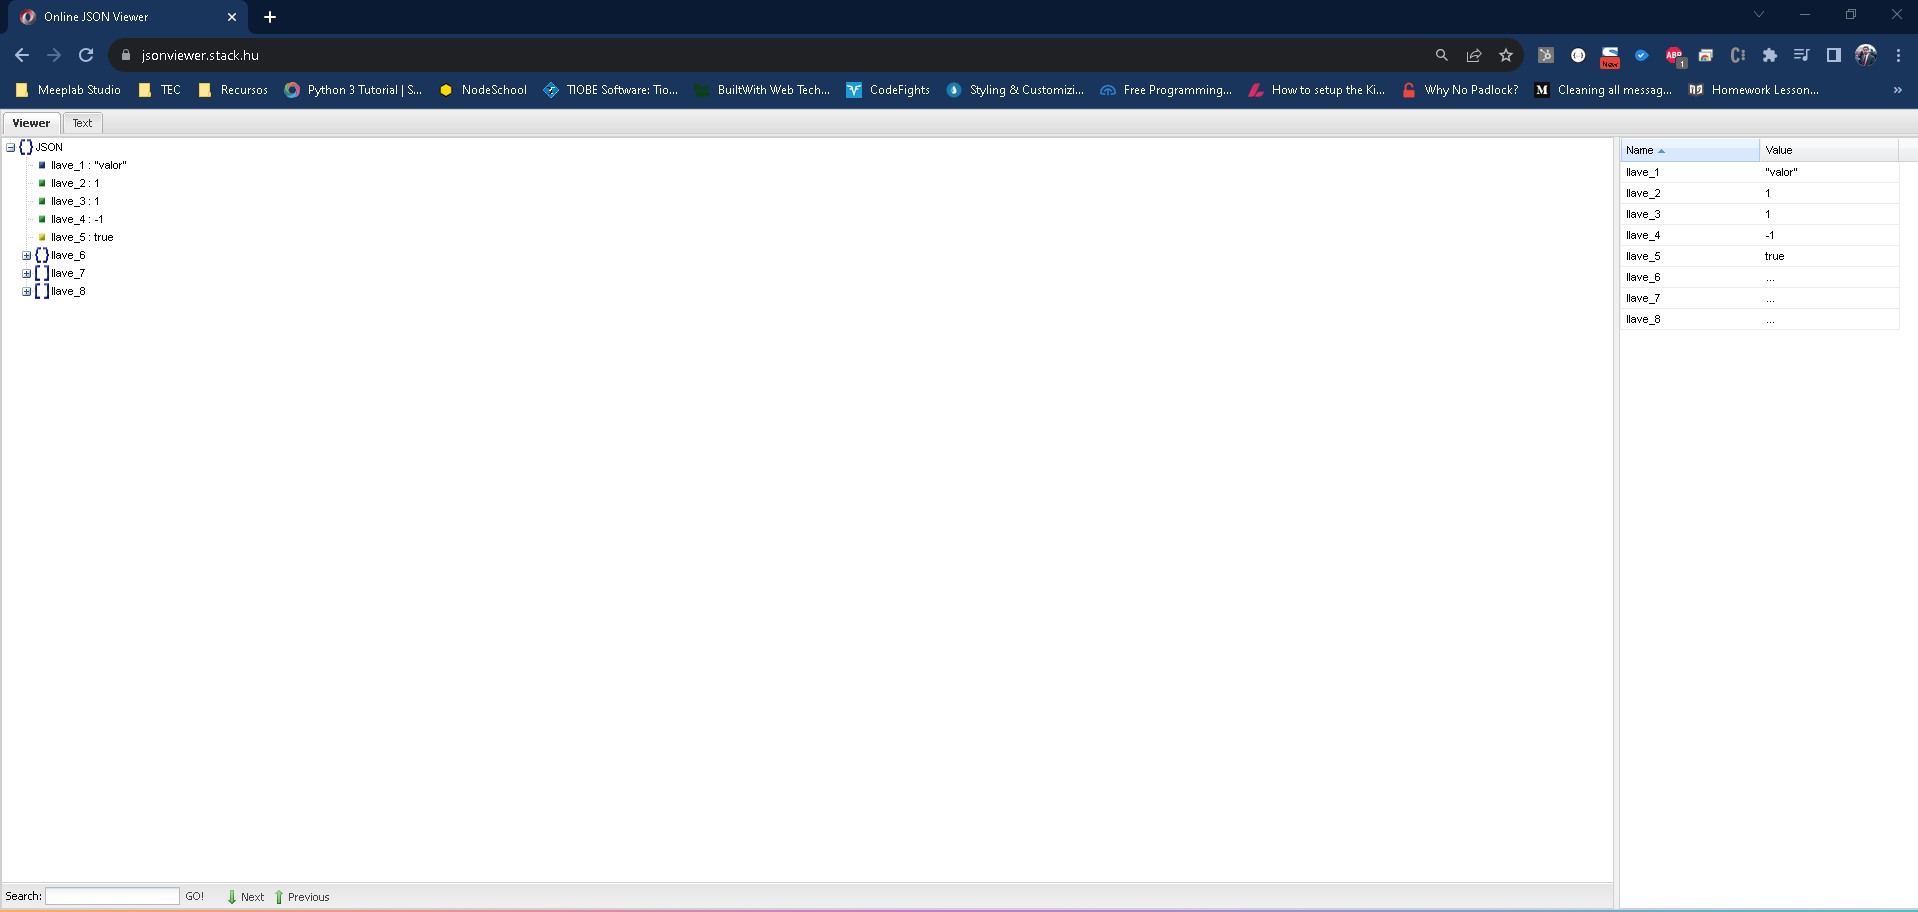 Online JSON Viewer
jsonviewer.stack.hu
New
ABP
1
Meeplab Studio TEC Recursos Python 3 Tutorial | S... NodeSchool TIOBE Software: Tio... BuiltWith Web Tech... CodeFights Styling & Customizi... Free Programming... How to setup the Ki... Why No Padlock? M Cleaning all messag... Homework Lesson... »
Viewer Text
{} JSON
llave_1 : "valor"
llave_2 : 1
llave_3 : 1
llave_4 : -1
llave_5 : true
{} llave_6
[] llave_7
[] llave_8
Name Value
llave_1 "valor"
llave_2 1
llave_3 1
llave_4 -1
llave_5 true
llave_6 ...
llave_7 ...
llave_8 ...
Search: GO! Next Previous